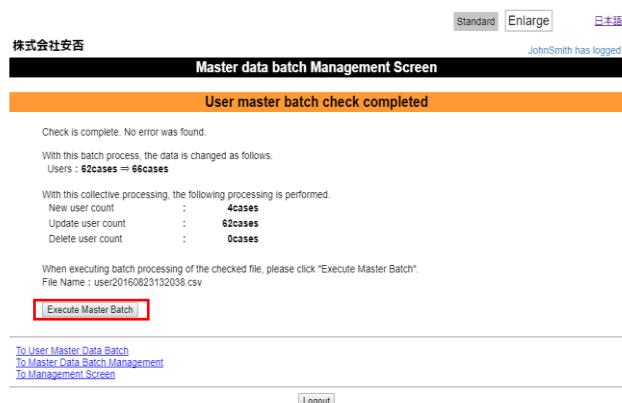 Standard Enlarge 日本語
株式会社安否
JohnSmith has logged
Master data batch Management Screen
User master batch check completed
Check is complete. No error was found.
With this batch process, the data is changed as follows.
Users : 62cases ⇒ 66cases
With this collective processing, the following processing is performed.
New user count : 4cases
Update user count : 62cases
Delete user count : 0cases
When executing batch processing of the checked file, please click "Execute Master Batch".
File Name : user20160823132038.csv
Execute Master Batch
To User Master Data Batch
To Master Data Batch Management
To Management Screen
Logout